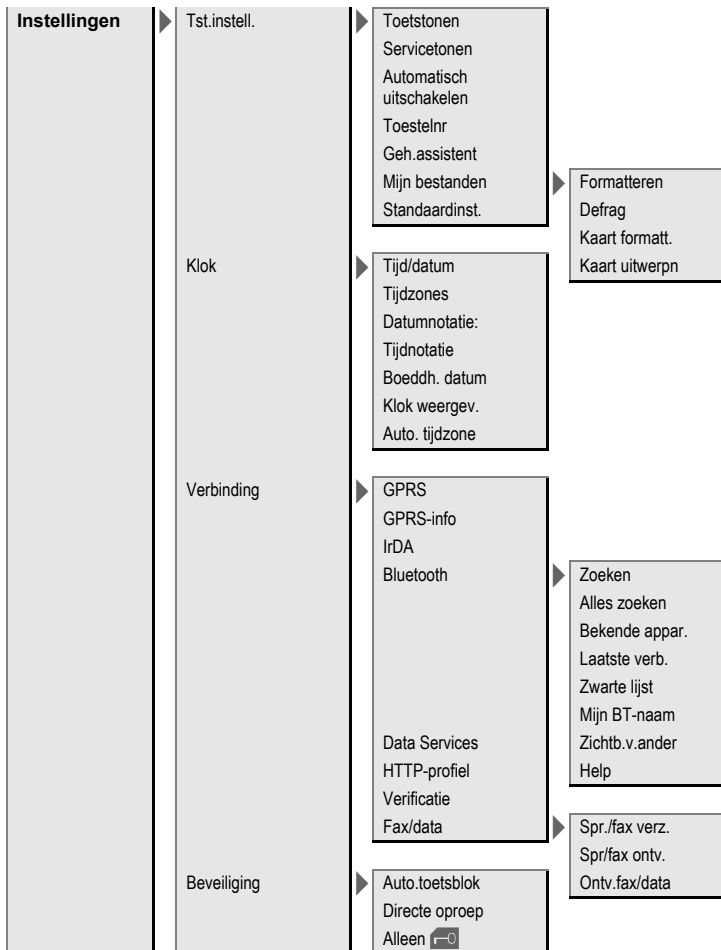 Instellingen
Tst.instell.
Toetstonen
Servicetonen
Automatisch
uitschakelen
Toestelnr
Geh.assistent
Mijn bestanden
Formatteren
Defrag
Kaart formatt.
Kaart uitwerpn
Standaardinst.
Klok
Tijd/datum
Tijdzones
Datumnotatie:
Tijdnotatie
Boeddh. datum
Klok weergev.
Auto. tijdzone
Verbinding
GPRS
GPRS-info
IrDA
Bluetooth
Zoeken
Alles zoeken
Bekende appar.
Laatste verb.
Zwarte lijst
Mijn BT-naam
Zichtb.v.ander
Help
Data Services
HTTP-profiel
Verificatie
Fax/data
Spr./fax verz.
Spr/fax ontv.
Ontv.fax/data
Beveiliging
Auto.toetsblok
Directe oproep
Alleen